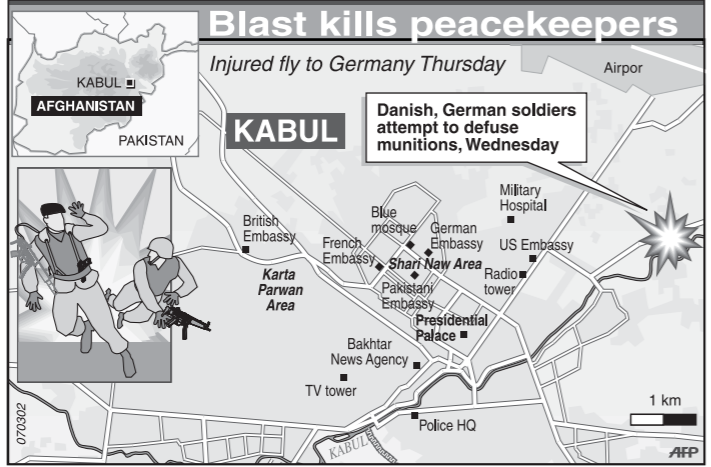 Blast kills peacekeepers
Injured fly to Germany Thursday
KABUL
AFGHANISTAN
PAKISTAN
KABUL
Airpor
Danish, German soldiers
attempt to defuse
munitions, Wednesday
Military
Hospital
British
Embassy
Blue
mosque
German
Embassy
French
Embassy
US Embassy
Shari Naw Area
Karta
Parwan
Area
Radio
tower
Pakistani
Embassy
Presidential
Palace
Bakhtar
News Agency
TV tower
Police HQ
KABUL
1 km
070302
AFP